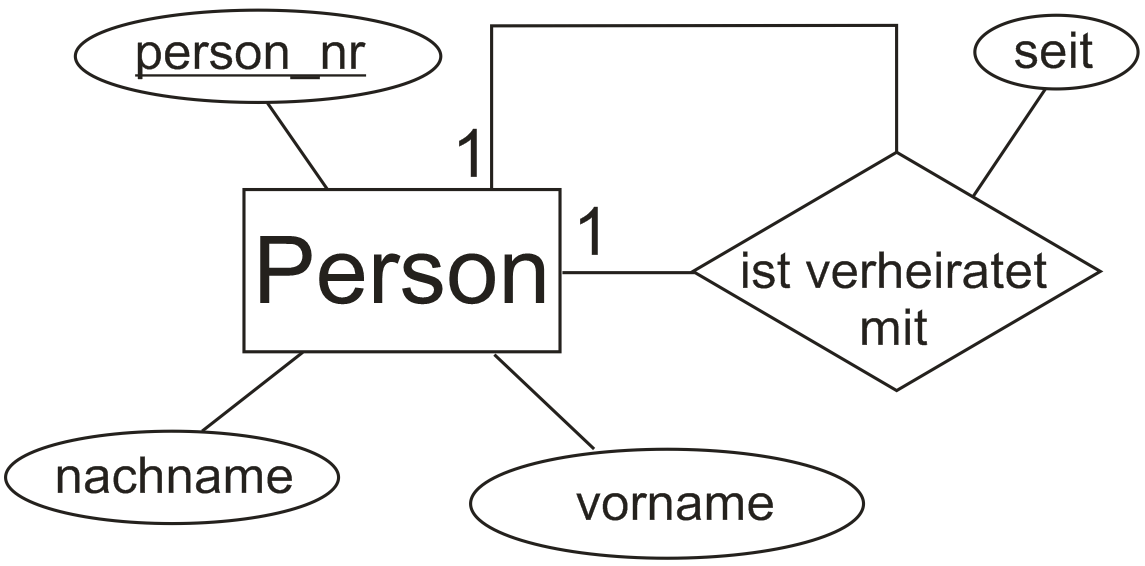 person_nr
seit
1
1
Person
ist verheiratet
mit
nachname
vorname